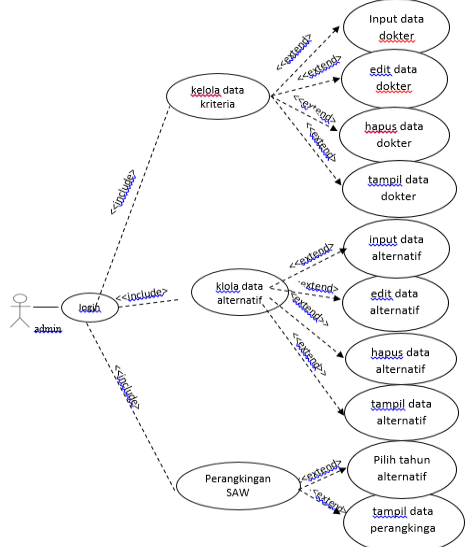 Input data
dokter
<<extend>
<<extend>
edit data
dokter
kelola data
kriteria
<<extend>
hapus data
dokter
<<extend>
tampil data
dokter
<<include>
input data
alternatif
<<extend>
klola data
alternatif
<<extend>
edit data
alternatif
<<include>
login
admin
<<extend>>
hapus data
alternatif
<<extend>>
tampil data
alternatif
<<include>
Pilih tahun
alternatif
<<extend>
Perangkingan
SAW
<<extend>
tampil data
perangkinga